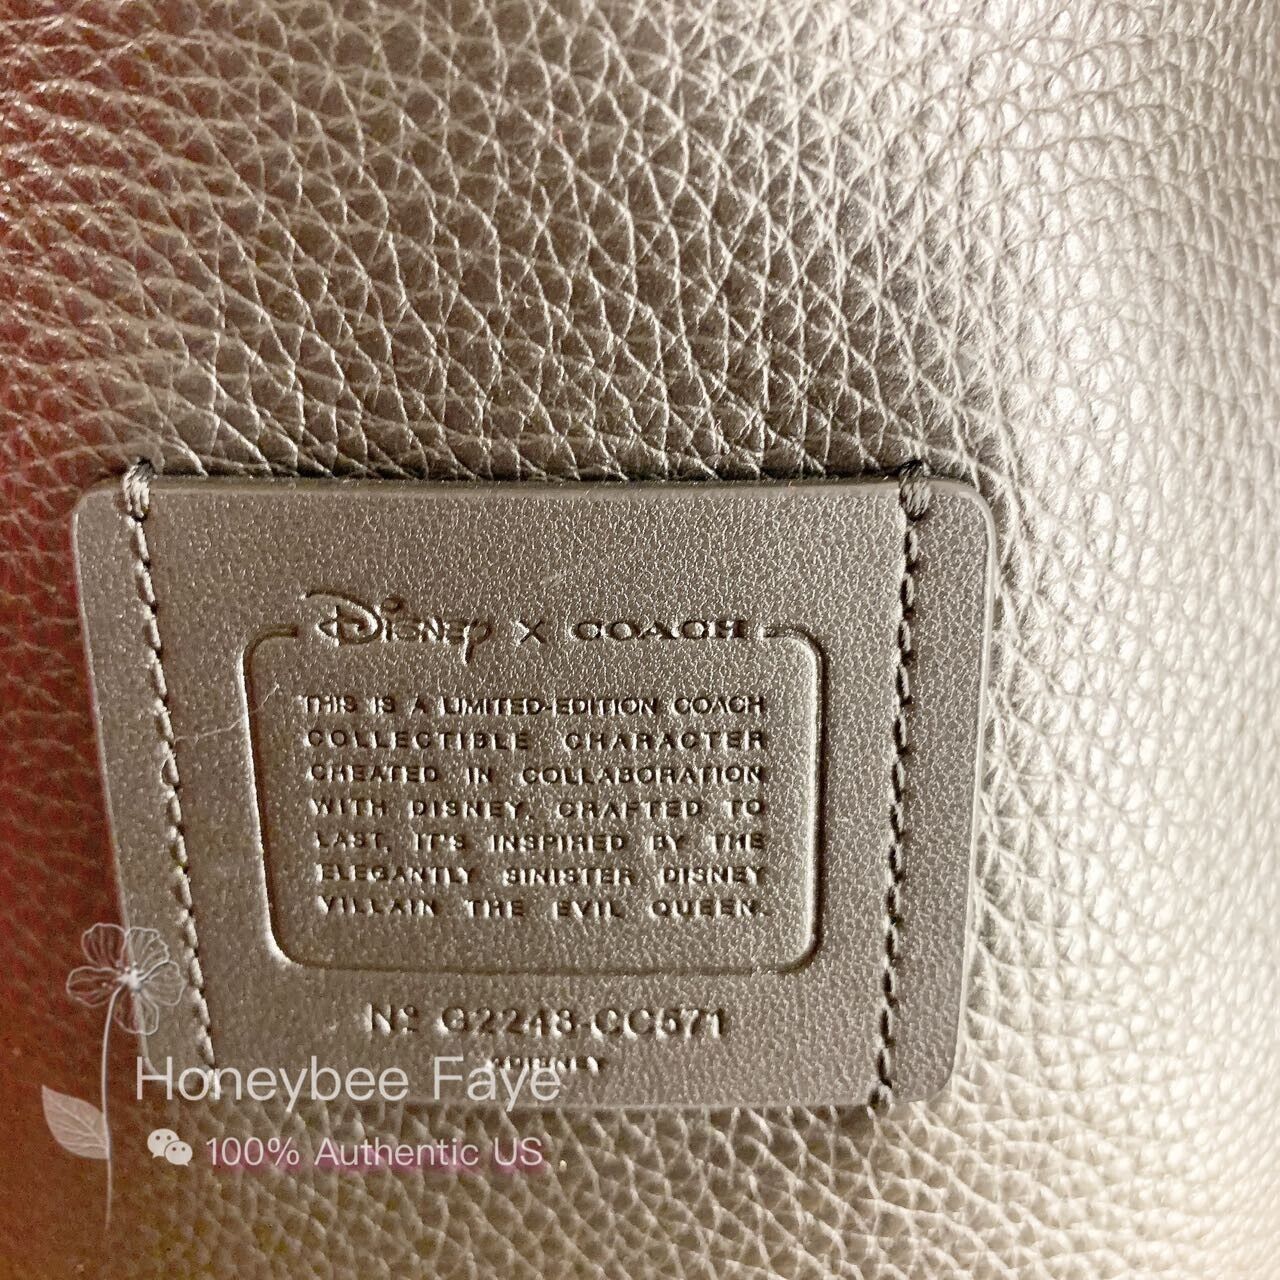 Disney X COACH
THIS IS A LIMITED-EDITION COACH
COLLECTIBLE CHARACTER
CREATED IN COLLABORATION
WITH DISNEY. CRAFTED TO
LAST, IT'S INSPIRED BY THE
ELEGANTLY SINISTER DISNEY
VILLAIN THE EVIL QUEEN.
Nº G2248-CC571
©DISNEY
Honeybee Faye
100% Authentic US